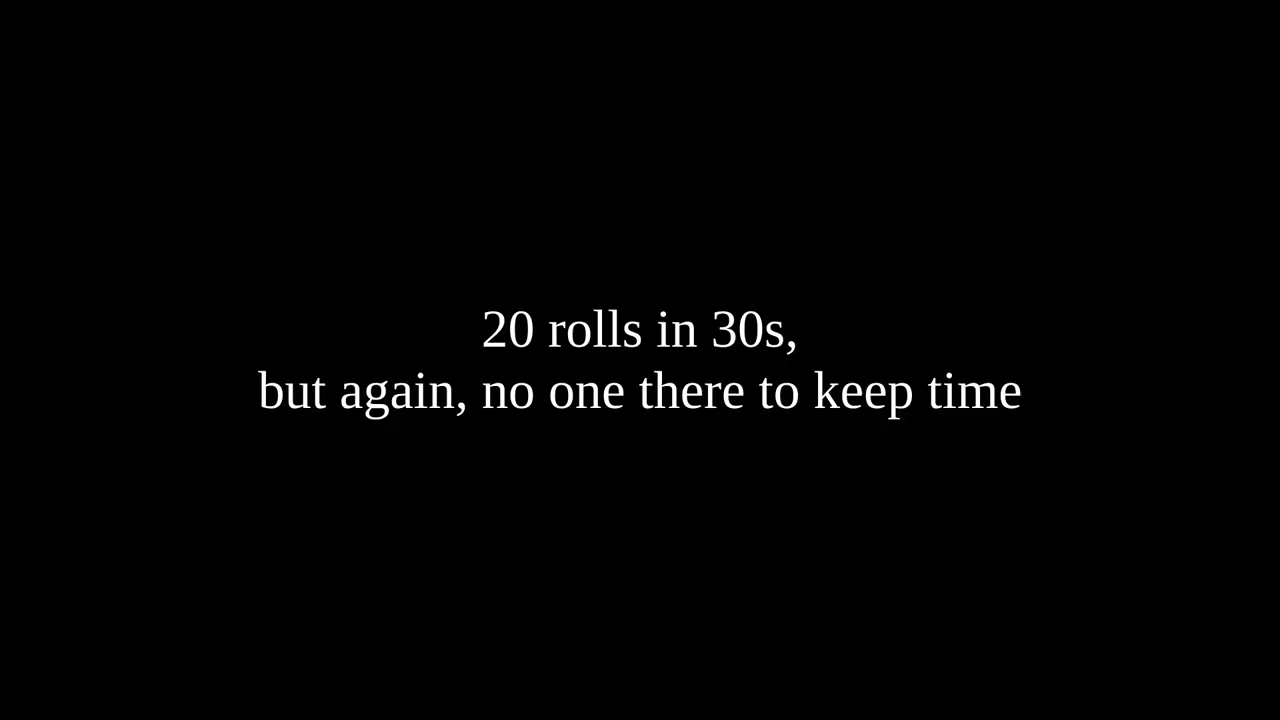 20 rolls in 30s,
but again, no one there to keep time